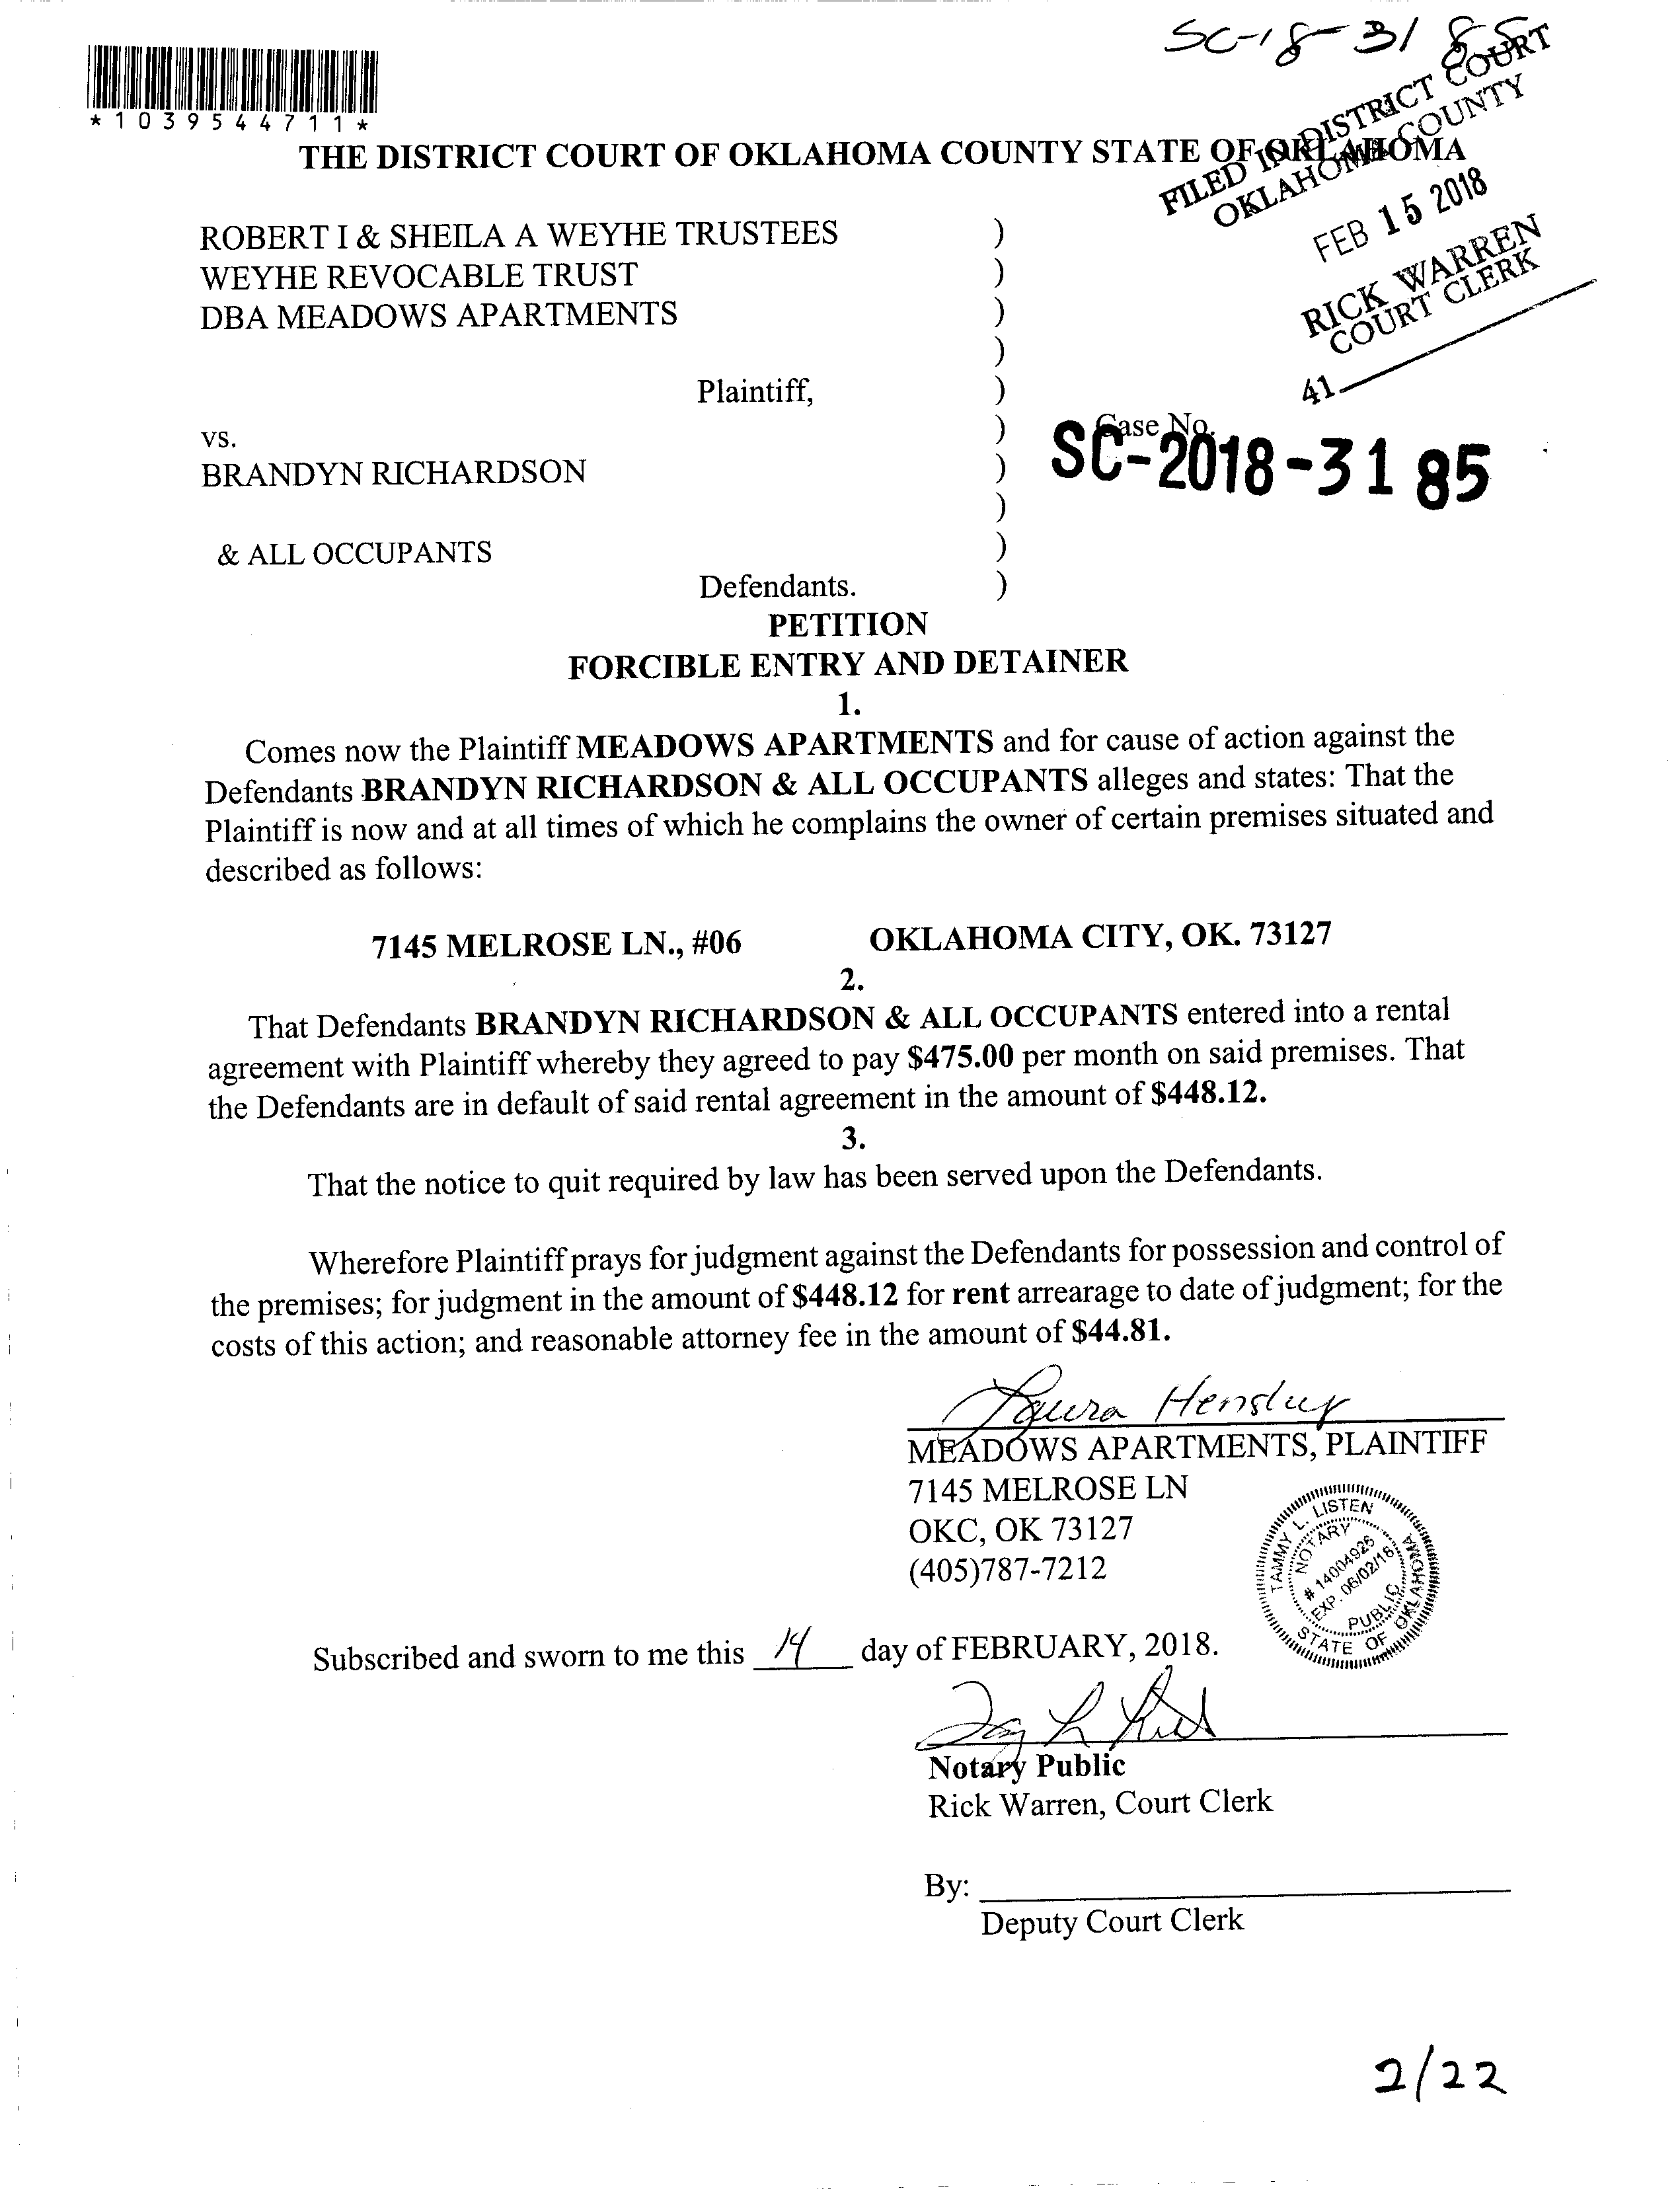 SC-18-3185
*1039544711*
FILED IN DISTRICT COURT
OKLAHOMA COUNTY
FEB 15 2018
RICK WARREN
COURT CLERK
41
THE DISTRICT COURT OF OKLAHOMA COUNTY STATE OF OKLAHOMA
ROBERT I & SHEILA A WEYHE TRUSTEES )
WEYHE REVOCABLE TRUST )
DBA MEADOWS APARTMENTS )
)
Plaintiff, )
vs. ) Case No.
BRANDYN RICHARDSON ) SC-2018-3185
)
& ALL OCCUPANTS )
Defendants. )
PETITION
FORCIBLE ENTRY AND DETAINER
1.
Comes now the Plaintiff MEADOWS APARTMENTS and for cause of action against the
Defendants BRANDYN RICHARDSON & ALL OCCUPANTS alleges and states: That the
Plaintiff is now and at all times of which he complains the owner of certain premises situated and
described as follows:
7145 MELROSE LN., #06 OKLAHOMA CITY, OK. 73127
2.
That Defendants BRANDYN RICHARDSON & ALL OCCUPANTS entered into a rental
agreement with Plaintiff whereby they agreed to pay $475.00 per month on said premises. That
the Defendants are in default of said rental agreement in the amount of $448.12.
3.
That the notice to quit required by law has been served upon the Defendants.
Wherefore Plaintiff prays for judgment against the Defendants for possession and control of
the premises; for judgment in the amount of $448.12 for rent arrearage to date of judgment; for the
costs of this action; and reasonable attorney fee in the amount of $44.81.
Laura
MEADOWS APARTMENTS, PLAINTIFF
7145 MELROSE LN
OKC, OK 73127
(405)787-7212
TAMMY L. LISTEN
NOTARY
# 14004926
EXP. 06/02/18
PUBLIC
STATE OF OKLAHOMA
Subscribed and sworn to me this 14 day of FEBRUARY, 2018.
Notary Public
Rick Warren, Court Clerk
By:
Deputy Court Clerk
2/22